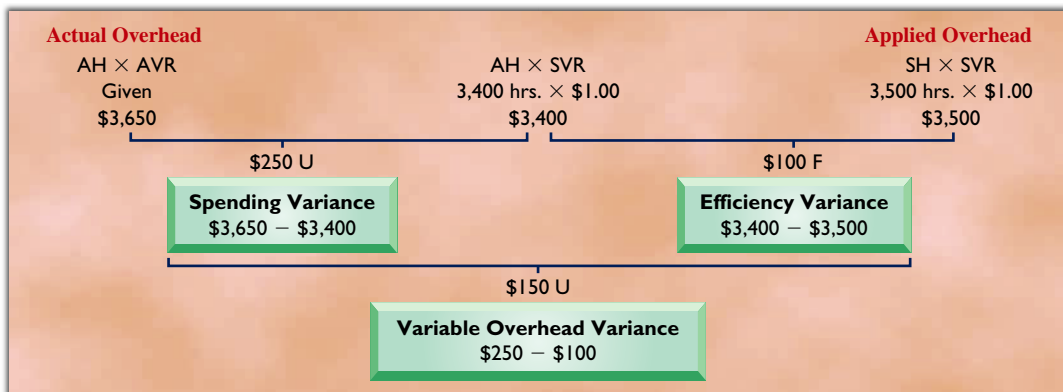 Actual Overhead
AH × AVR
Given
$3,650
AH × SVR
3,400 hrs. × $1.00
$3,400
Applied Overhead
SH × SVR
3,500 hrs. × $1.00
$3,500
$250 U
Spending Variance
$3,650 − $3,400
$100 F
Efficiency Variance
$3,400 − $3,500
$150 U
Variable Overhead Variance
$250 − $100